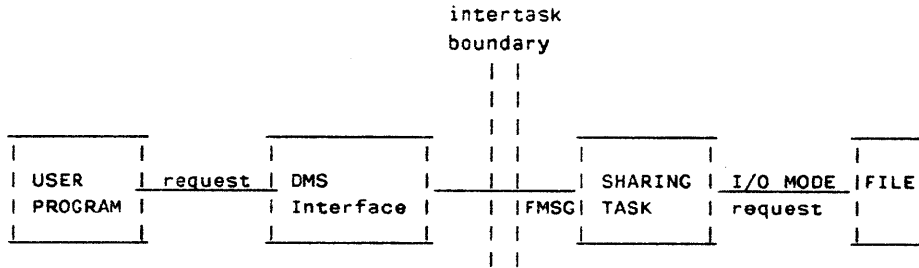 intertask
boundary
USER request DMS SHARING I/O MODE FILE
PROGRAM Interface FMSG TASK request